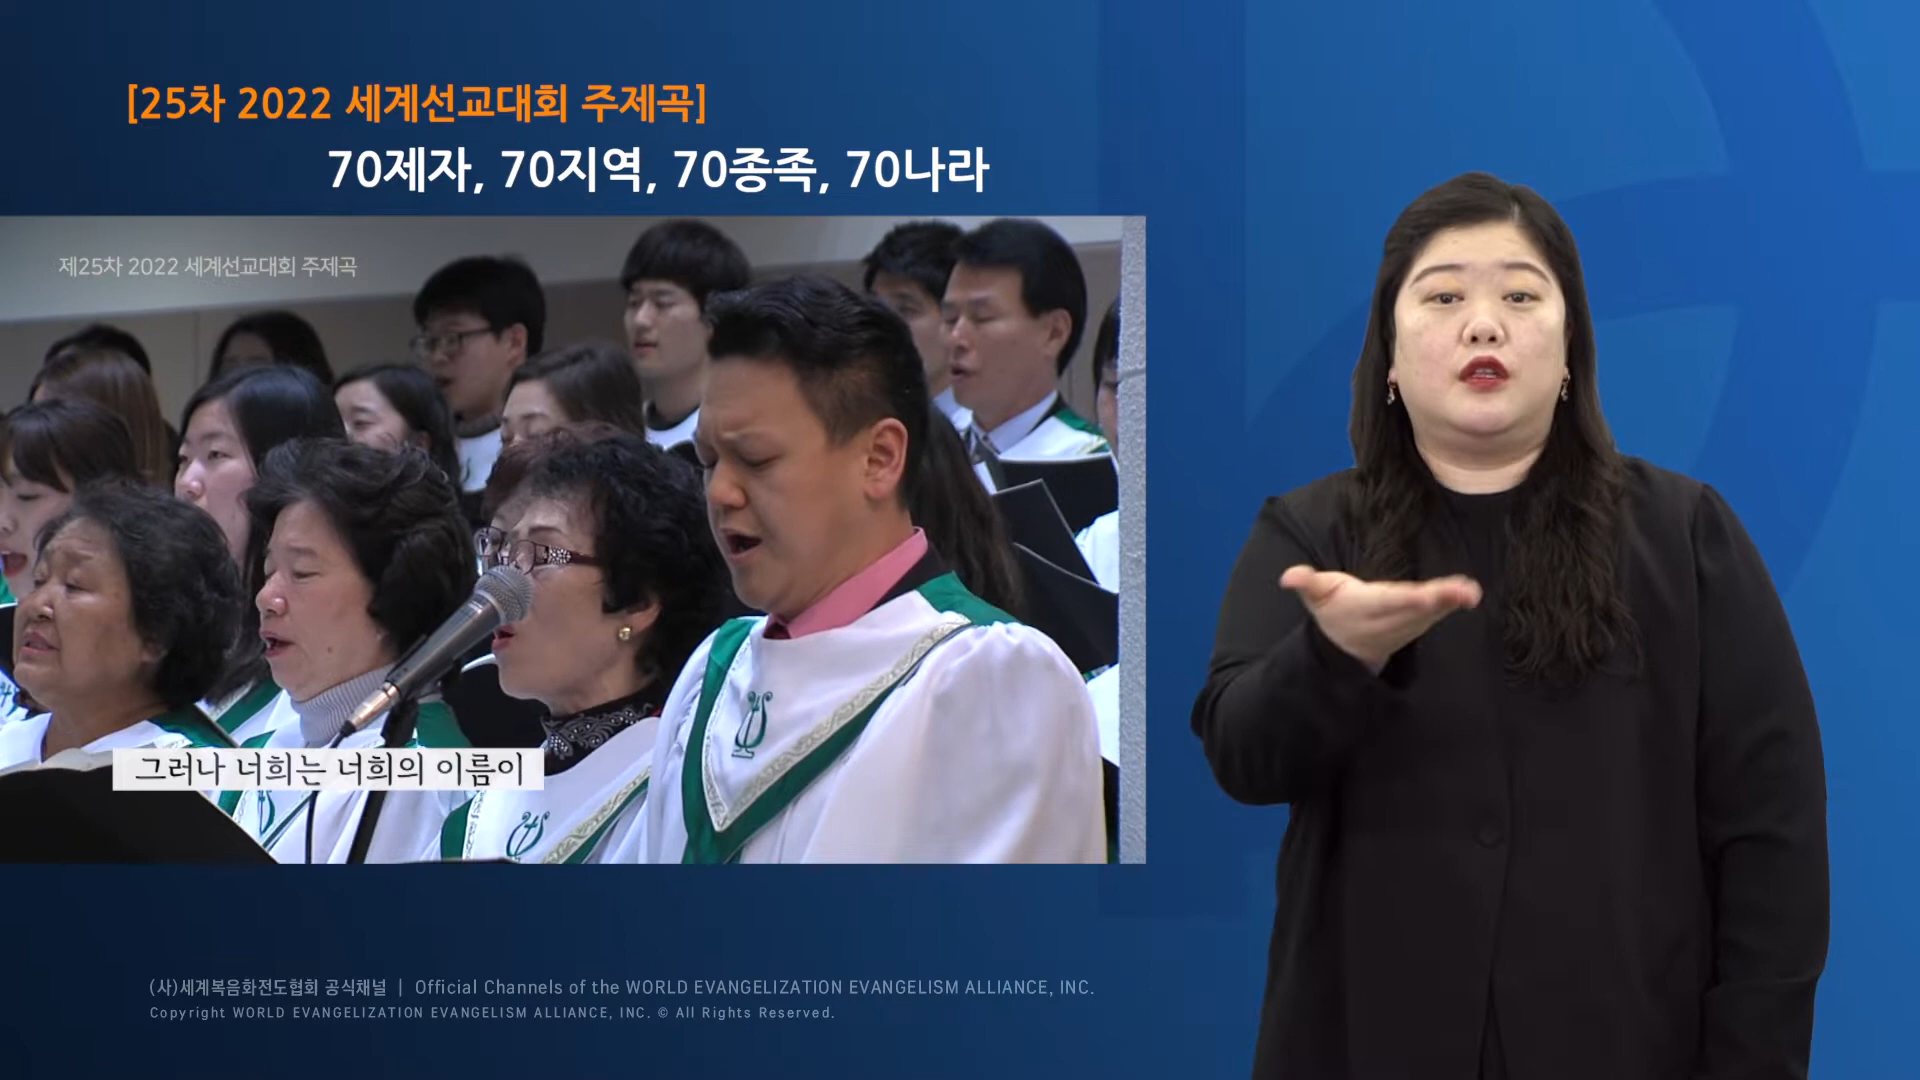 [25차 2022 세계선교대회 주제곡]
70제자, 70지역, 70종족, 70나라
제25차 2022 세계선교대회 주제곡
그러나 너희는 너희의 이름이
(사)세계복음화전도협회 공식채널 | Official Channels of the WORLD EVANGELIZATION EVANGELISM ALLIANCE, INC.
Copyright WORLD EVANGELIZATION EVANGELISM ALLIANCE, INC. © All Rights Reserved.